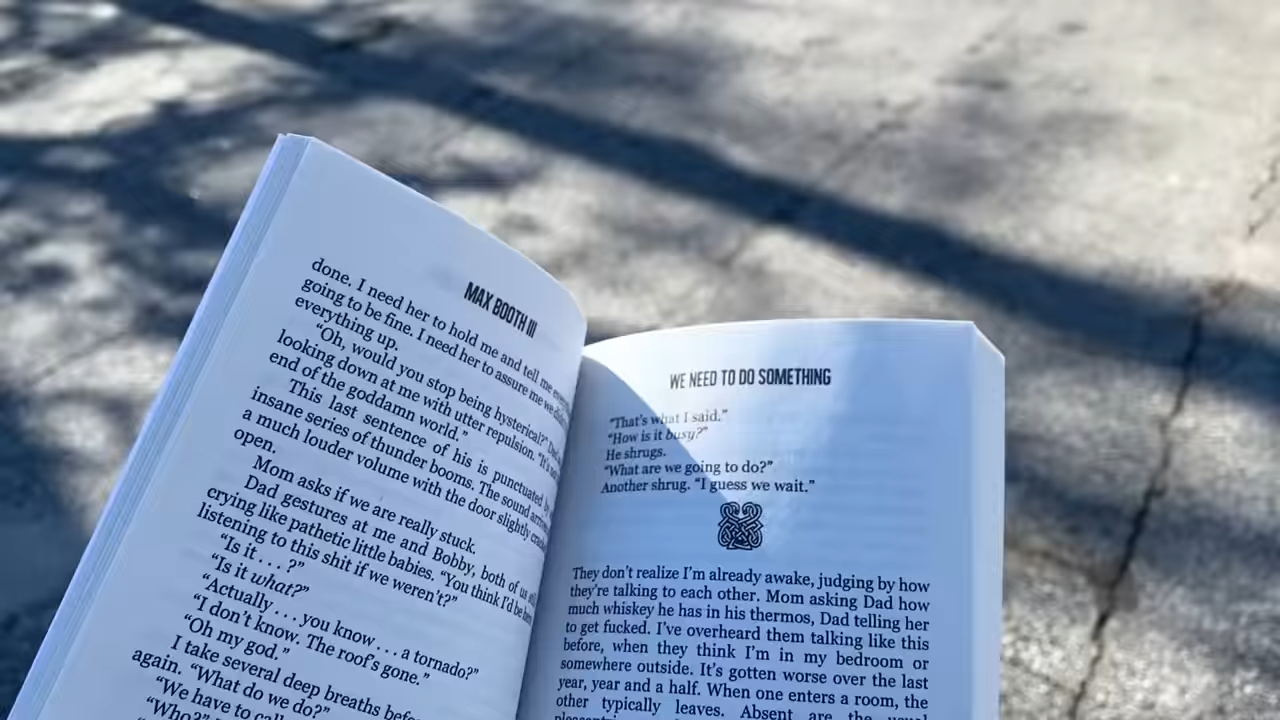 MAX BOOTH III
done. I need her to hold me and tell me
going to be fine. I need her to assure me we
everything up.
“Oh, would you stop being hysterical?”
looking down at me with utter repulsion. “It’s
end of the goddamn world.”
This last sentence of his is punctuated
insane series of thunder booms. The sound
a much louder volume with the door slightly
open.
Mom asks if we are really stuck.
Dad gestures at me and Bobby, both of us
crying like pathetic little babies. “You think I’d be
listening to this shit if we weren’t?”
“Is it . . . ?”
“Is it what?”
“Actually . . . you know . . . a tornado?”
“I don’t know. The roof’s gone.”
“Oh my god.”
I take several deep breaths
again. “What do we do?”
“We have to
“Who?”
WE NEED TO DO SOMETHING
“That’s what I said.”
“How is it busy?”
He shrugs.
“What are we going to do?”
Another shrug. “I guess we wait.”
They don’t realize I’m already awake, judging by how
they’re talking to each other. Mom asking Dad how
much whiskey he has in his thermos, Dad telling her
to get fucked. I’ve overheard them talking like this
before, when they think I’m in my bedroom or
somewhere outside. It’s gotten worse over the last
year, year and a half. When one enters a room, the
other typically leaves. Absent are the usual